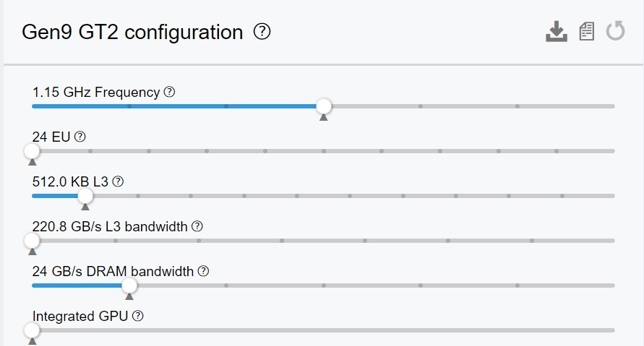 Gen9 GT2 configuration ?
1.15 GHz Frequency ?
24 EU ?
512.0 KB L3 ?
220.8 GB/s L3 bandwidth ?
24 GB/s DRAM bandwidth ?
Integrated GPU ?